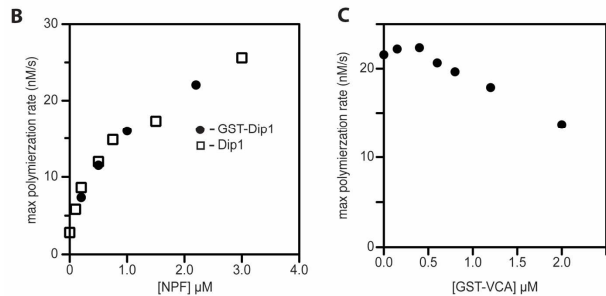 B
max polymierzation rate (nM/s)
30
20
10
0
- GST-Dip1
- Dip1
0
1.0
2.0
3.0
4.0
[NPF] µM
C
max polymierzation rate (nM/s)
20
10
0
0.0
0.5
1.0
1.5
2.0
[GST-VCA] µM